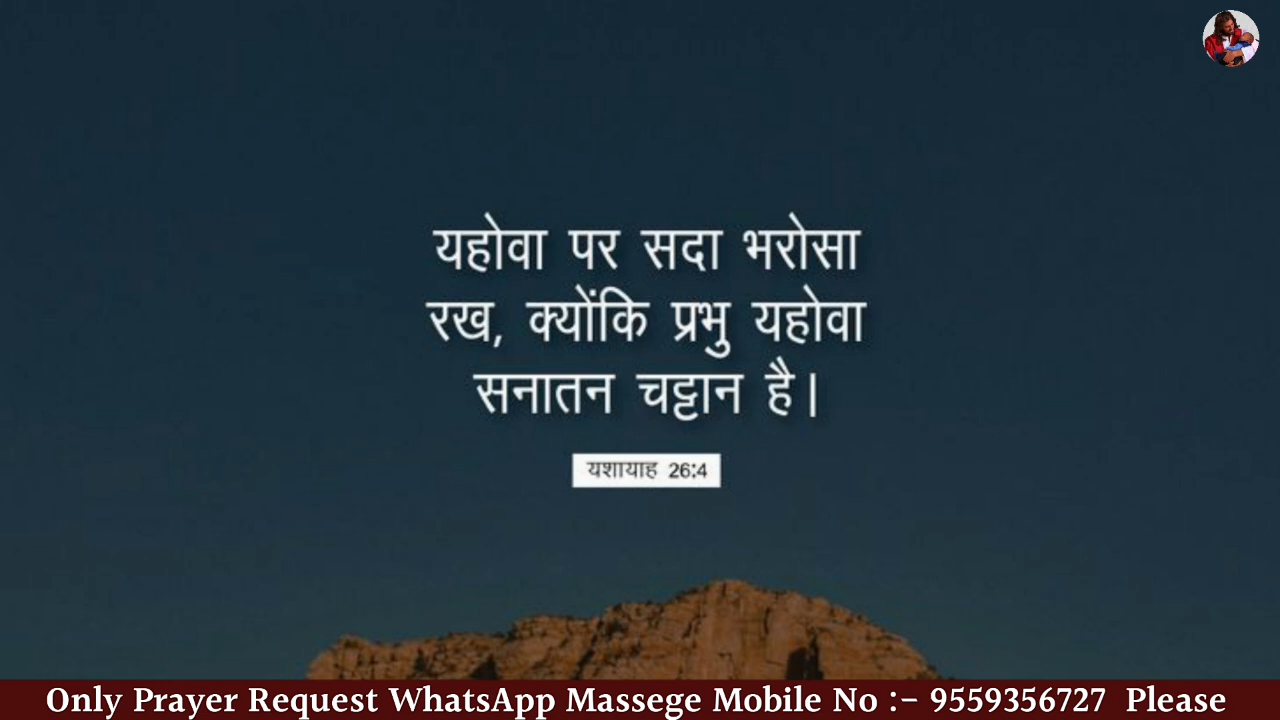 यहोवा पर सदा भरोसा
रख, क्योंकि प्रभु यहोवा
सनातन चट्टान है।
यशायाह 26:4
Only Prayer Request WhatsApp Massege Mobile No :- 9559356727 Please